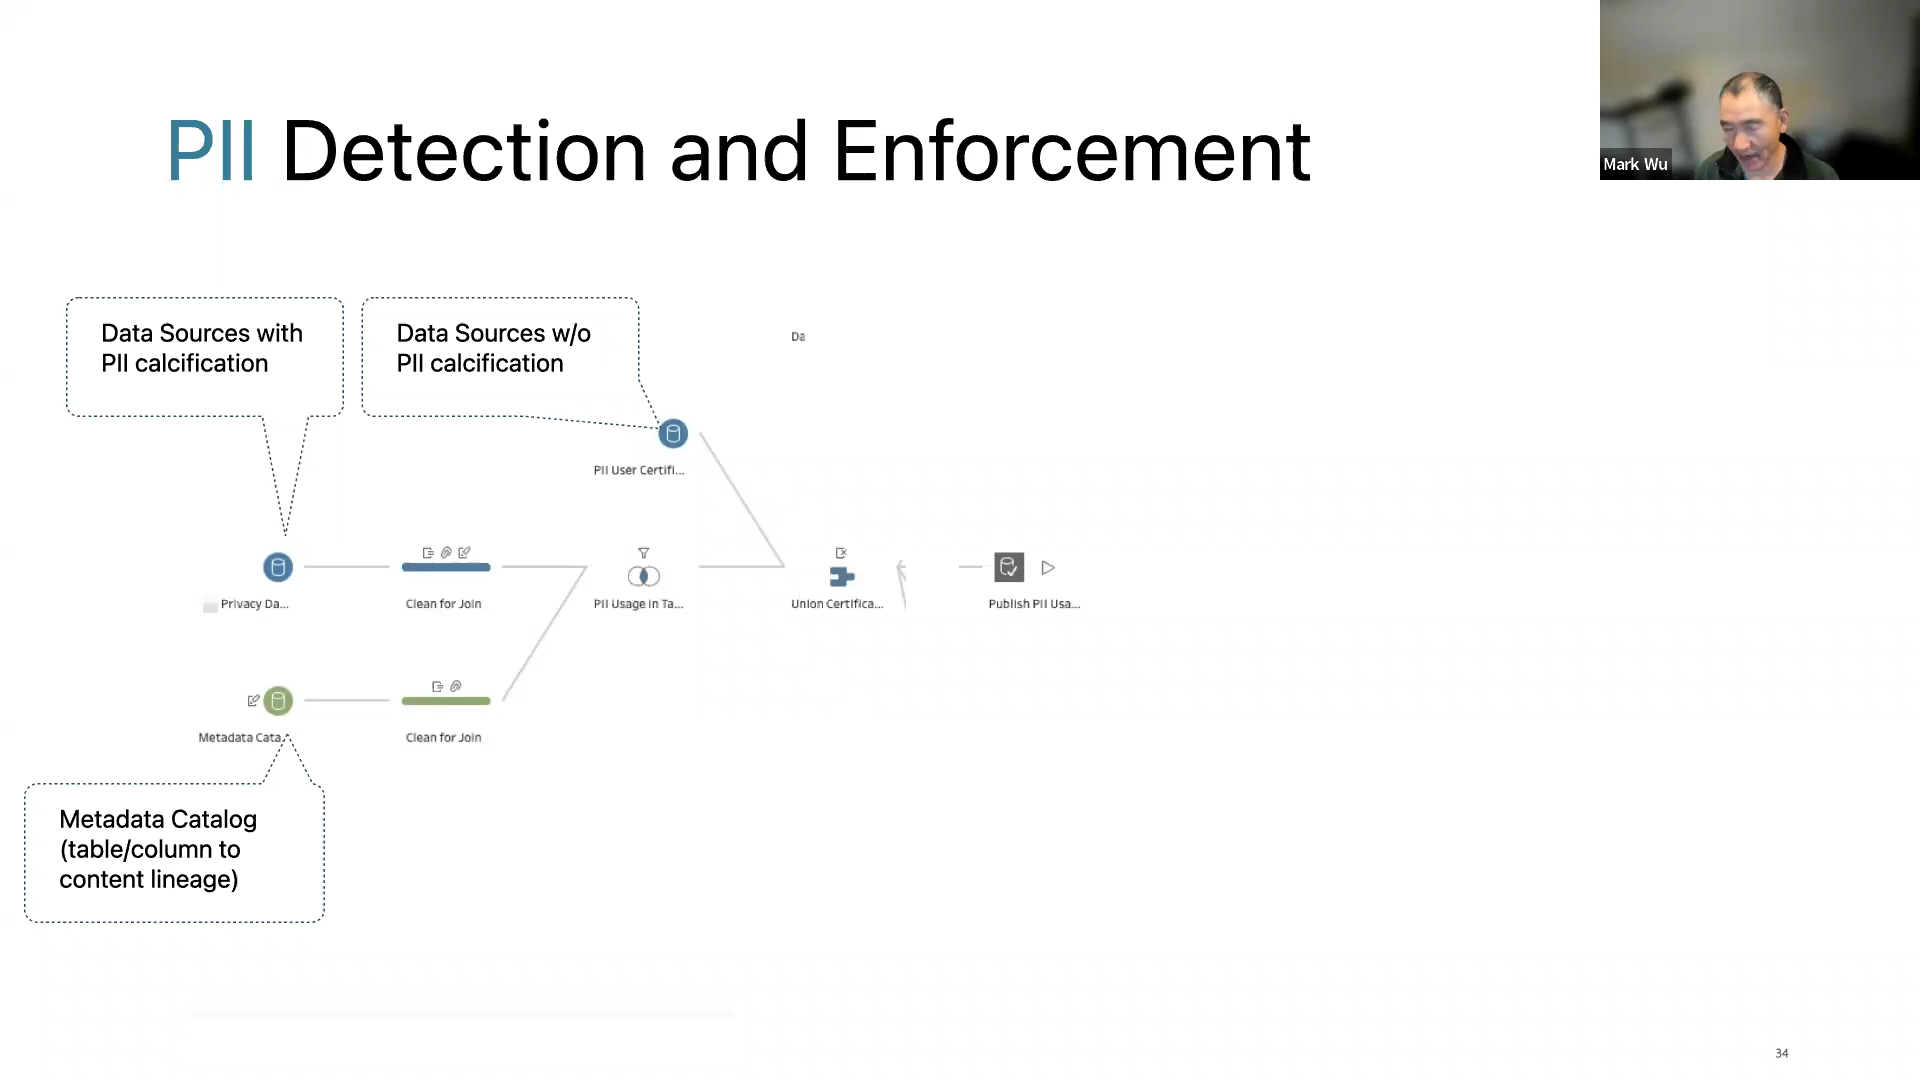 PII Detection and Enforcement
Mark Wu
Data Sources with
PII calcification
Data Sources w/o
PII calcification
Da
PII User Certifi...
Privacy Da...
Clean for Join
PII Usage in Ta...
Union Certifica...
Publish PII Usa...
Metadata Cata..
Clean for Join
Metadata Catalog
(table/column to
content lineage)
34